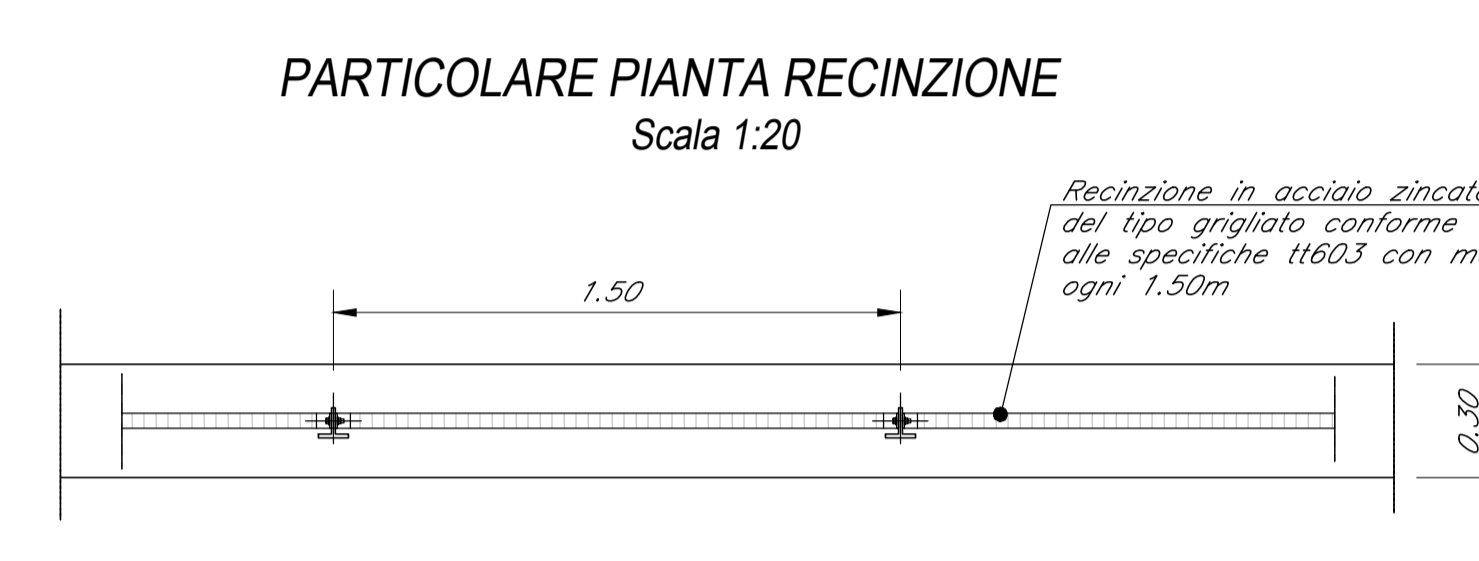 PARTICOLARE PIANTA RECINZIONE
Scala 1:20
Recinzione in acciaio
del tipo grigliato conforme
alle specifiche tt603 con
ogni 1.50m
1.50
0.30